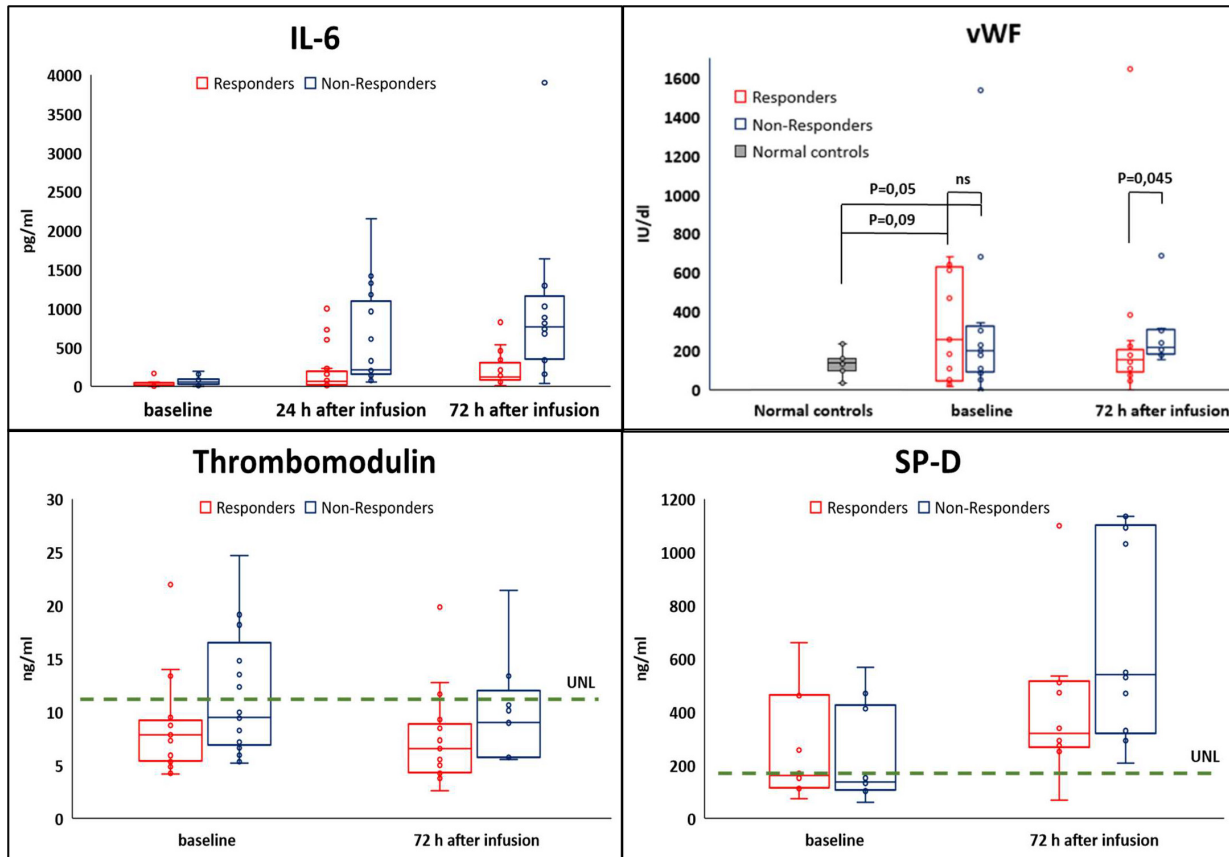 IL-6
Responders Non-Responders
4000
3500
3000
2500
2000
1500
1000
500
0
pg/ml
baseline 24 h after infusion 72 h after infusion
vWF
1600
1400
1200
1000
800
600
400
200
0
IU/dl
Responders
Non-Responders
Normal controls
P=0,05
P=0,09
ns
P=0,045
Normal controls baseline 72 h after infusion
Thrombomodulin
Responders Non-Responders
30
25
20
15
10
5
0
ng/ml
UNL
baseline 72 h after infusion
SP-D
Responders Non-Responders
1200
1000
800
600
400
200
0
ng/ml
UNL
baseline 72 h after infusion